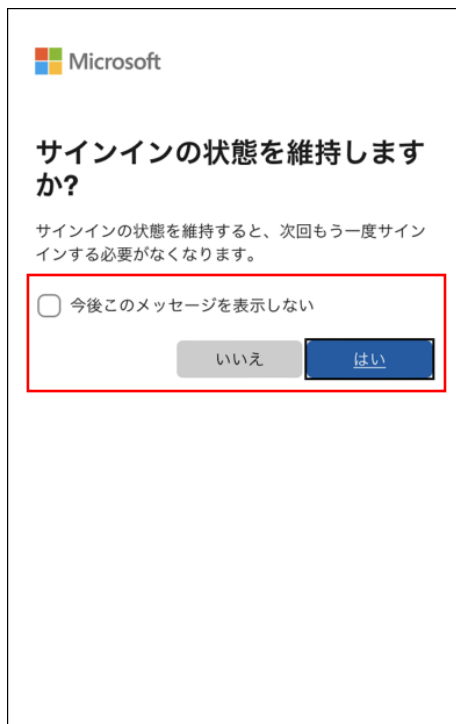 Microsoft
サインインの状態を維持します
か?
サインインの状態を維持すると、次回もう一度サイン
インする必要がなくなります。
今後このメッセージを表示しない
いいえ
はい